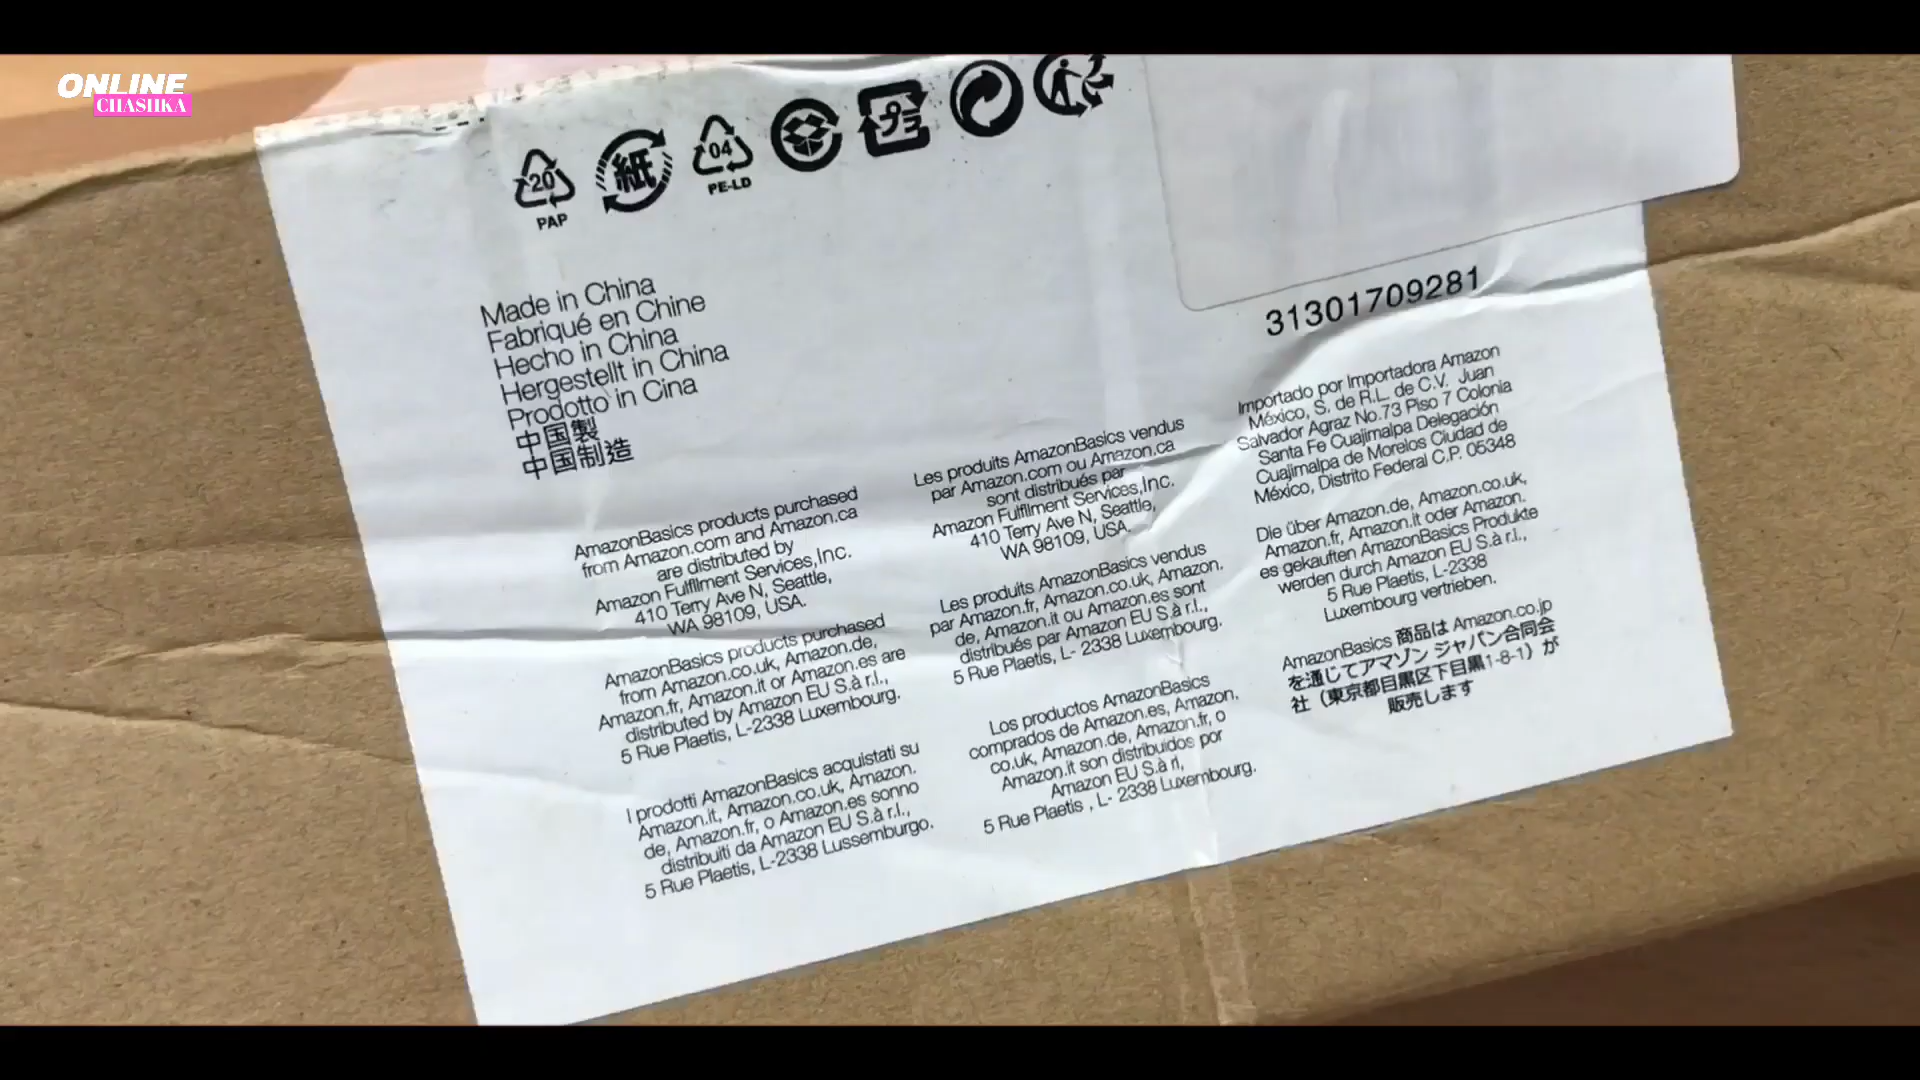 ONLINE
CHASHKA
20
PAP
紙
04
PE-LD
プラ
Made in China
Fabriqué en Chine
Hecho in China
Hergestellt in China
Prodotto in Cina
中国製
中国制造
31301709281
AmazonBasics products purchased
from Amazon.com and Amazon.ca
are distributed by
Amazon Fulfllment Services,Inc.
410 Terry Ave N, Seattle,
WA 98109, USA.
AmazonBasics products purchased
from Amazon.co.uk, Amazon.de,
Amazon.fr, Amazon.it or Amazon.es are
distributed by Amazon EU S.à r.l.,
5 Rue Plaetis, L-2338 Luxembourg.
I prodotti AmazonBasics acquistati su
Amazon.it, Amazon.co.uk, Amazon.
de, Amazon.fr, o Amazon.es sonno
distribuiti da Amazon EU S.à r.l.,
5 Rue Plaetis, L-2338 Lussemburgo.
Les produits AmazonBasics vendus
par Amazon.com ou Amazon.ca
sont distribués par
Amazon Fulfllment Services,Inc.
410 Terry Ave N, Seattle,
WA 98109, USA.
Les produits AmazonBasics vendus
par Amazon.fr, Amazon.co.uk, Amazon.
de, Amazon.it ou Amazon.es sont
distribués par Amazon EU S.à r.l.,
5 Rue Plaetis, L- 2338 Luxembourg.
Los productos AmazonBasics
comprados de Amazon.es, Amazon.
co.uk, Amazon.de, Amazon.fr, o
Amazon.it son distribuidos por
Amazon EU S.à rl,
5 Rue Plaetis , L- 2338 Luxembourg.
Importado por Importadora Amazon
México, S. de R.L. de C.V. Juan
Salvador Agraz No.73 Piso 7 Colonia
Santa Fe Cuajimalpa Delegación
Cuajimalpa de Morelos Ciudad de
México, Distrito Federal C.P. 05348
Die über Amazon.de, Amazon.co.uk,
Amazon.fr, Amazon.it oder Amazon.
es gekauften AmazonBasics Produkte
werden durch Amazon EU S.à r.l.,
5 Rue Plaetis, L-2338
Luxembourg vertrieben.
AmazonBasics 商品は Amazon.co.jp
を通じてアマゾン ジャパン合同会
社（東京都目黒区下目黒1-8-1）が
販売します